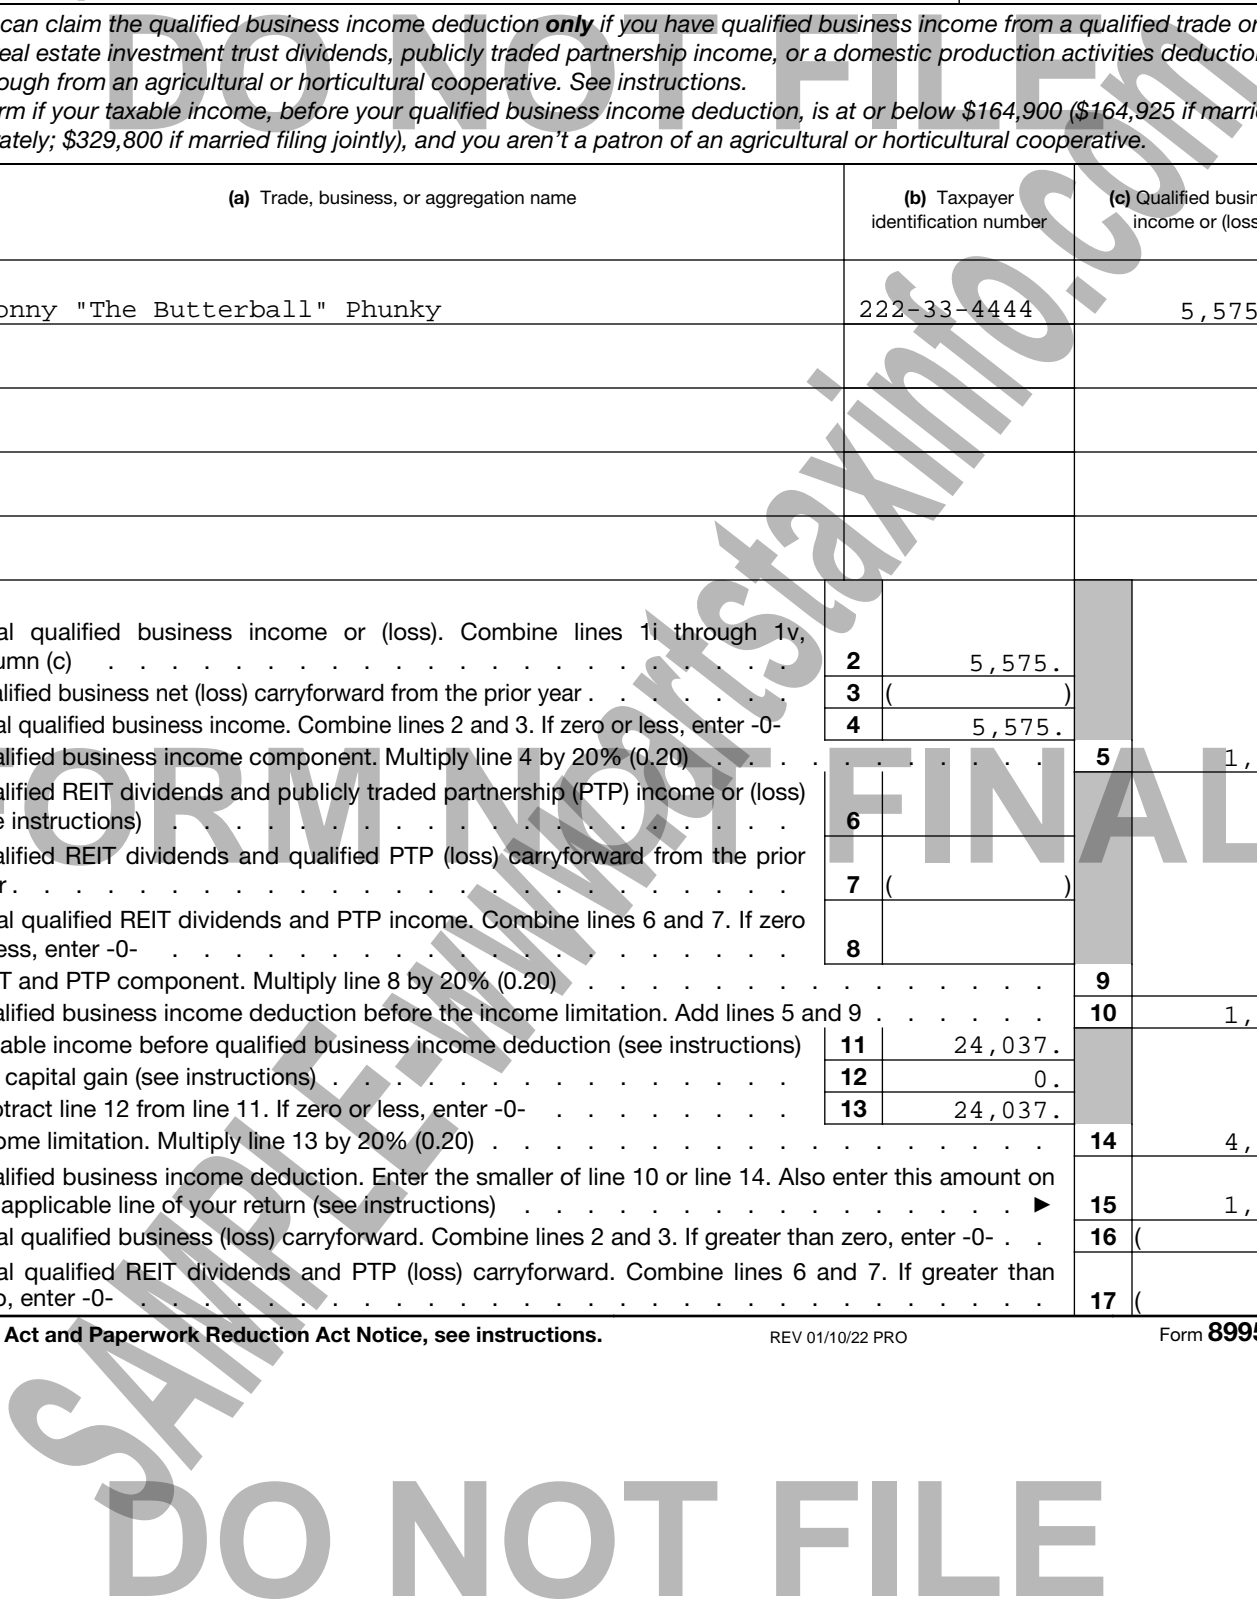 can claim the qualified business income deduction only if you have qualified business income from a qualified trade or
eal estate investment trust dividends, publicly traded partnership income, or a domestic production activities deduction
ough from an agricultural or horticultural cooperative. See instructions.
rm if your taxable income, before your qualified business income deduction, is at or below $164,900 ($164,925 if marrie
ately; $329,800 if married filing jointly), and you aren't a patron of an agricultural or horticultural cooperative.
DO NOT FILE
(a) Trade, business, or aggregation name
(b) Taxpayer identification number
(c) Qualified busin
income or (loss
onny "The Butterball" Phunky 222-33-4444 5,575
al qualified business income or (loss). Combine lines 1i through 1v,
umn (c) . . . . . . . . . . . . . . . . . . . . . . 2 5,575.
alified business net (loss) carryforward from the prior year . . . . . . . 3 ( )
al qualified business income. Combine lines 2 and 3. If zero or less, enter -0- 4 5,575.
alified business income component. Multiply line 4 by 20% (0.20) . . . . . . . . . . . 5 1,
FORM NOT FINAL
alified REIT dividends and publicly traded partnership (PTP) income or (loss)
e instructions) . . . . . . . . . . . . . . . . . . . . 6
alified REIT dividends and qualified PTP (loss) carryforward from the prior
r . . . . . . . . . . . . . . . . . . . . . . . . . 7 ( )
al qualified REIT dividends and PTP income. Combine lines 6 and 7. If zero
ess, enter -0- . . . . . . . . . . . . . . . . . . . . 8
T and PTP component. Multiply line 8 by 20% (0.20) . . . . . . . . . . . . . . . 9
alified business income deduction before the income limitation. Add lines 5 and 9 . . . . . . 10 1,
able income before qualified business income deduction (see instructions) 11 24,037.
capital gain (see instructions) . . . . . . . . . . . . . . . 12 0.
otract line 12 from line 11. If zero or less, enter -0- . . . . . . . . 13 24,037.
ome limitation. Multiply line 13 by 20% (0.20) . . . . . . . . . . . . . . . . . . 14 4,
alified business income deduction. Enter the smaller of line 10 or line 14. Also enter this amount on
applicable line of your return (see instructions) . . . . . . . . . . . . . . . . . ► 15 1,
al qualified business (loss) carryforward. Combine lines 2 and 3. If greater than zero, enter -0- . . 16 (
al qualified REIT dividends and PTP (loss) carryforward. Combine lines 6 and 7. If greater than
o, enter -0- . . . . . . . . . . . . . . . . . . . . . . . . . . . . . 17 (
Act and Paperwork Reduction Act Notice, see instructions. REV 01/10/22 PRO Form 8995
SAMPLE-www.partstaxinfo.com
DO NOT FILE